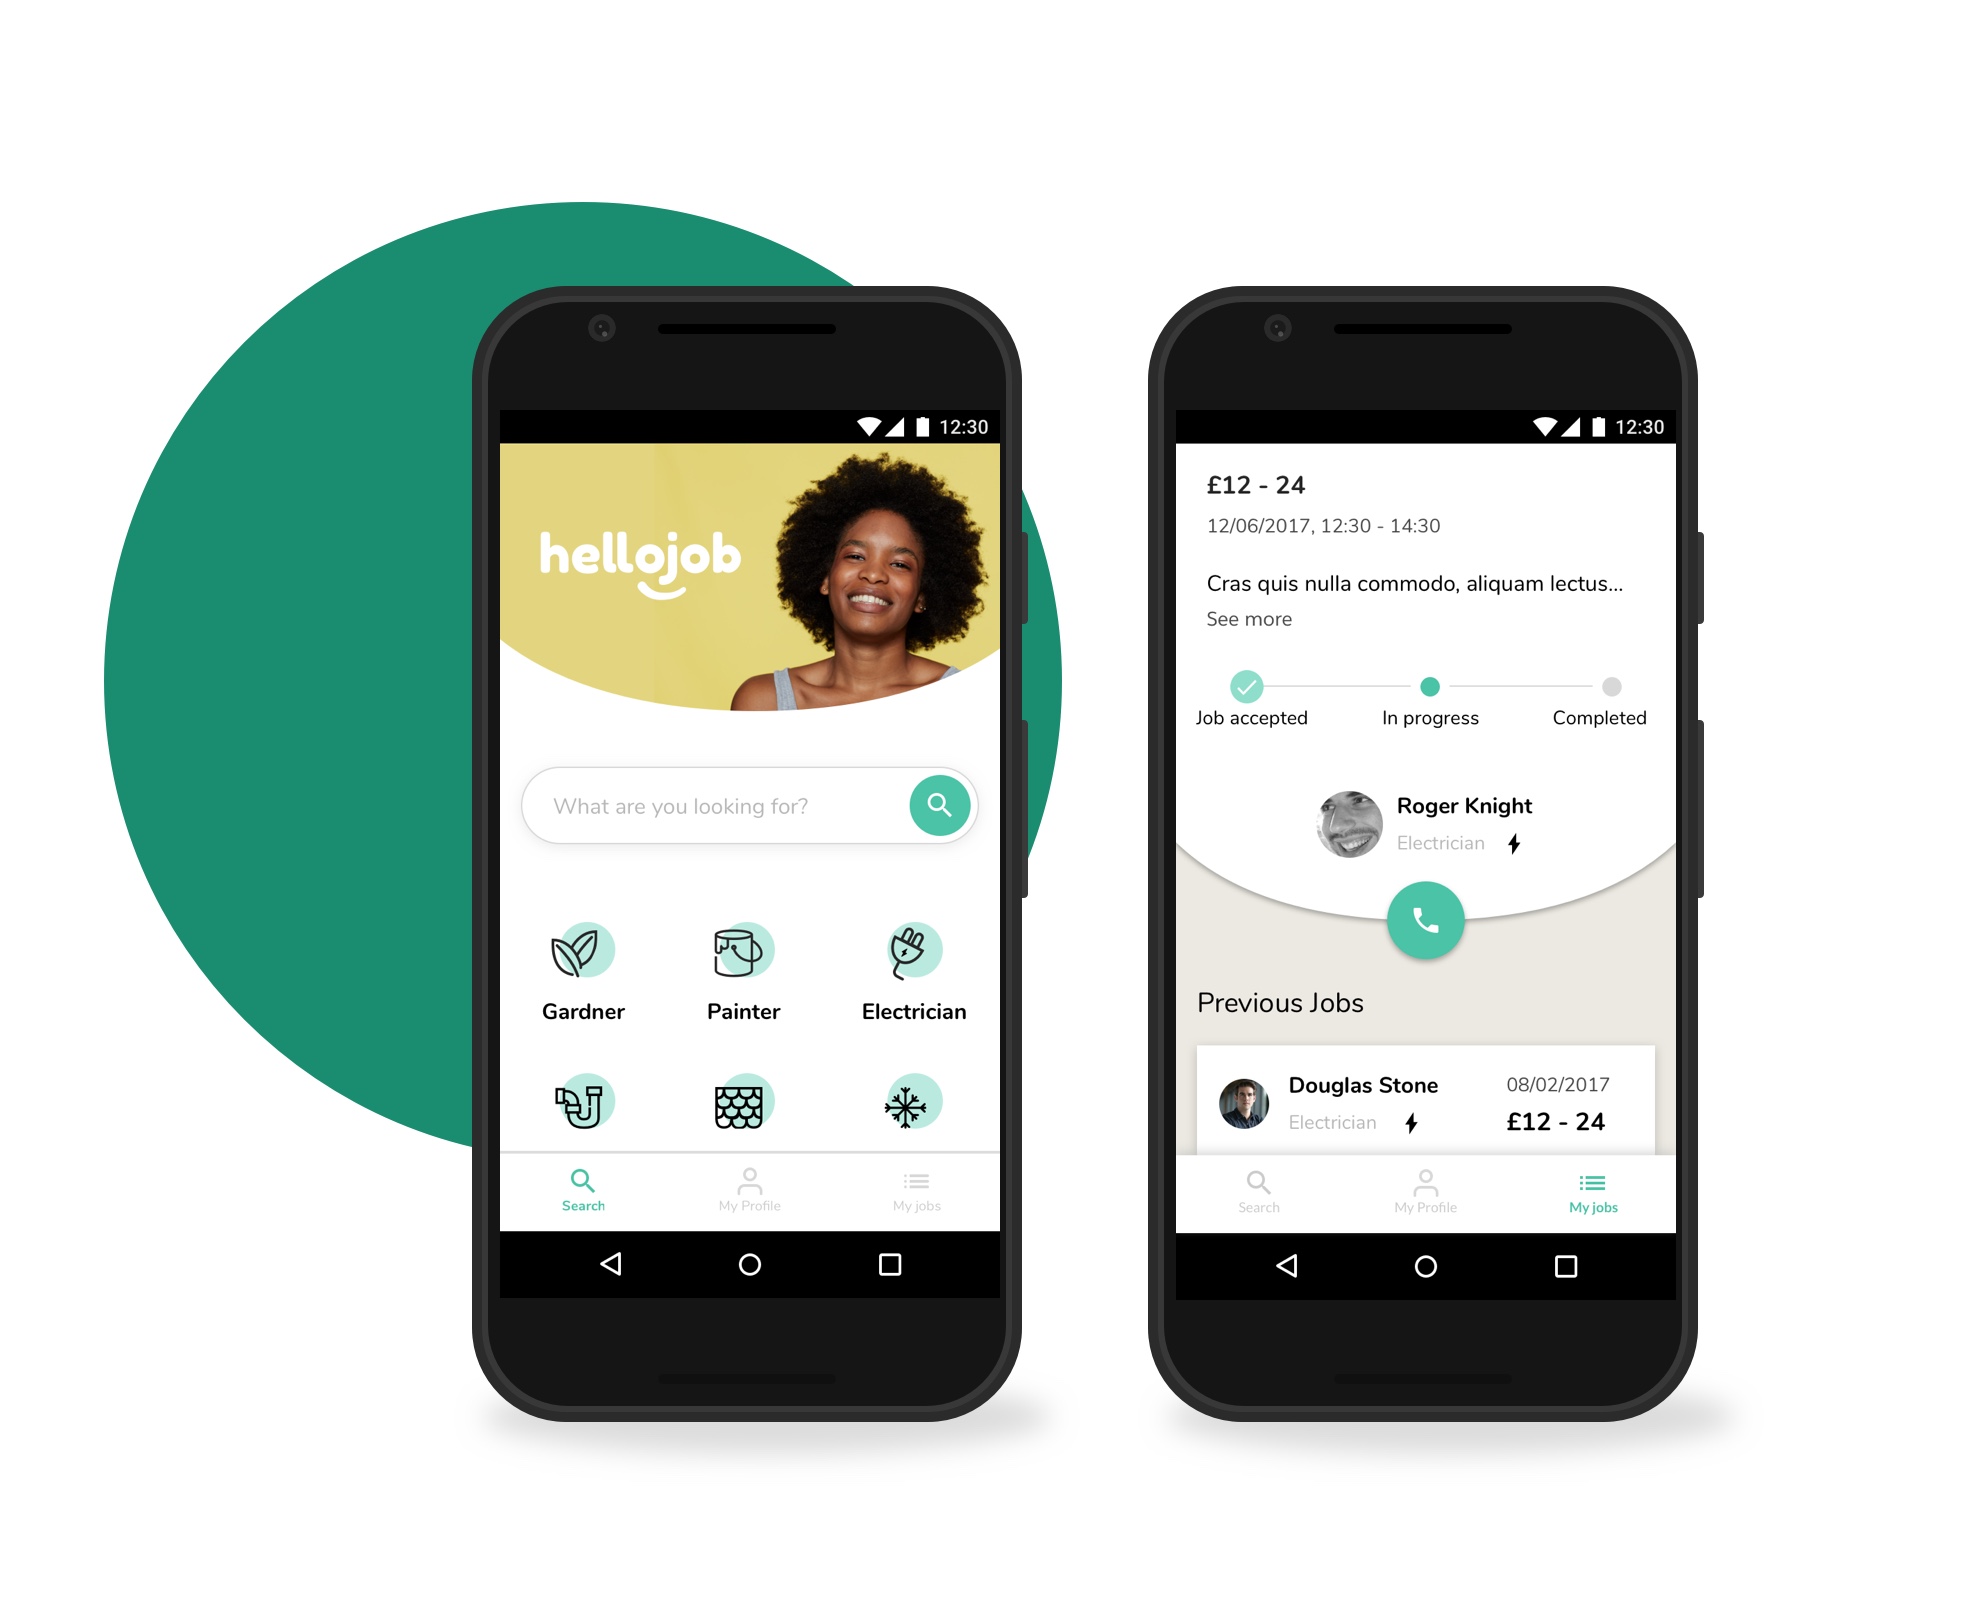 12:30
hellojob
What are you looking for?
Gardner
Painter
Electrician
Search
My Profile
My jobs
12:30
£12 - 24
12/06/2017, 12:30 - 14:30
Cras quis nulla commodo, aliquam lectus...
See more
Job accepted
In progress
Completed
Roger Knight
Electrician
Previous Jobs
Douglas Stone
08/02/2017
Electrician
£12 - 24
Search
My Profile
My jobs